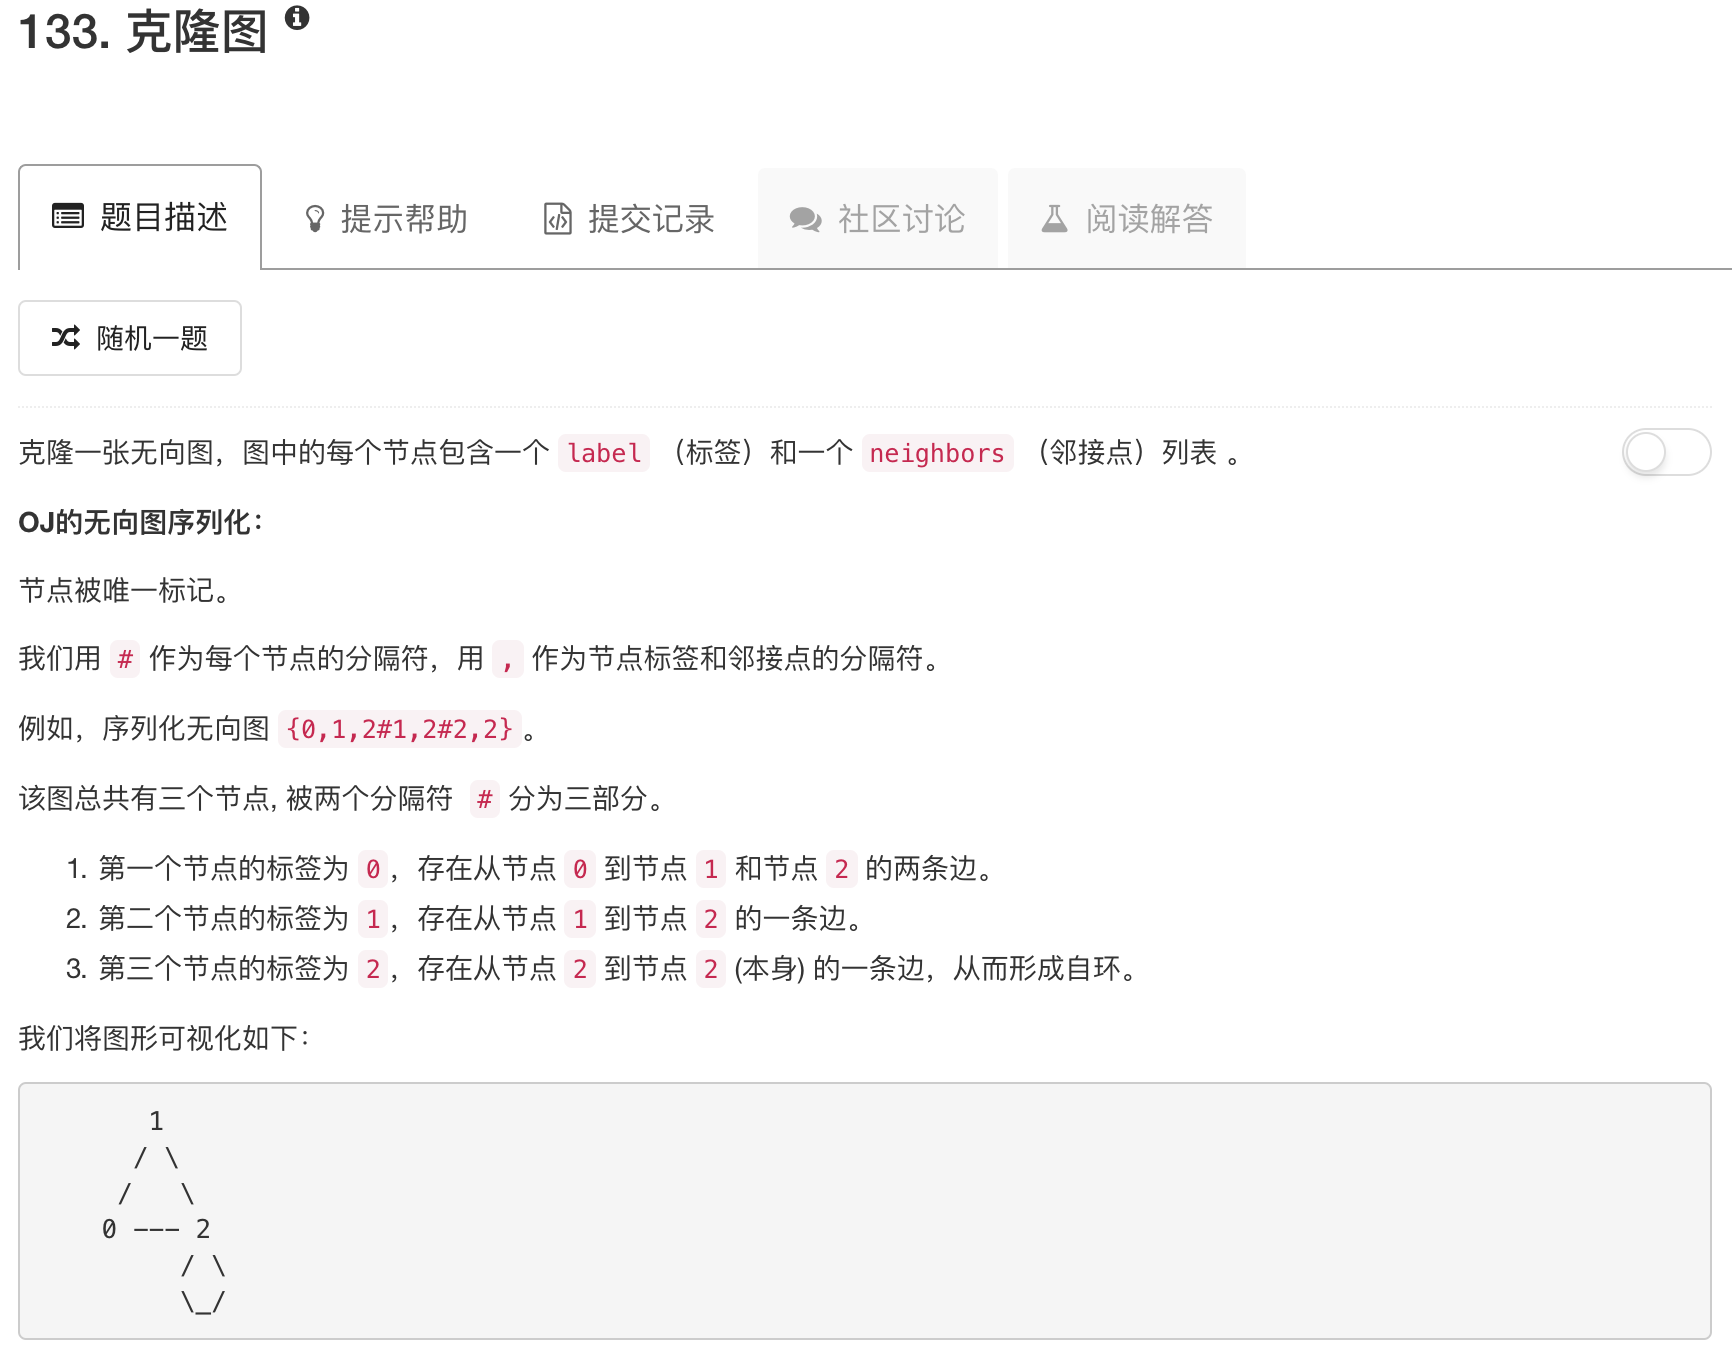 133. 克隆图
题目描述 提示帮助 提交记录 社区讨论 阅读解答
随机一题
克隆一张无向图，图中的每个节点包含一个 label （标签）和一个 neighbors （邻接点）列表 。
OJ的无向图序列化：
节点被唯一标记。
我们用 # 作为每个节点的分隔符，用 , 作为节点标签和邻接点的分隔符。
例如，序列化无向图 {0,1,2#1,2#2,2}。
该图总共有三个节点, 被两个分隔符 # 分为三部分。
1. 第一个节点的标签为 0，存在从节点 0 到节点 1 和节点 2 的两条边。
2. 第二个节点的标签为 1，存在从节点 1 到节点 2 的一条边。
3. 第三个节点的标签为 2，存在从节点 2 到节点 2 (本身) 的一条边，从而形成自环。
我们将图形可视化如下：
      1
     / \
    /   \
   0 --- 2
        / \
        \_/